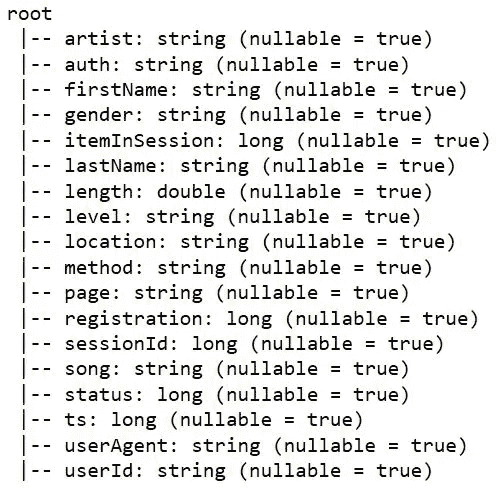 root
 |-- artist: string (nullable = true)
 |-- auth: string (nullable = true)
 |-- firstName: string (nullable = true)
 |-- gender: string (nullable = true)
 |-- itemInSession: long (nullable = true)
 |-- lastName: string (nullable = true)
 |-- length: double (nullable = true)
 |-- level: string (nullable = true)
 |-- location: string (nullable = true)
 |-- method: string (nullable = true)
 |-- page: string (nullable = true)
 |-- registration: long (nullable = true)
 |-- sessionId: long (nullable = true)
 |-- song: string (nullable = true)
 |-- status: long (nullable = true)
 |-- ts: long (nullable = true)
 |-- userAgent: string (nullable = true)
 |-- userId: string (nullable = true)